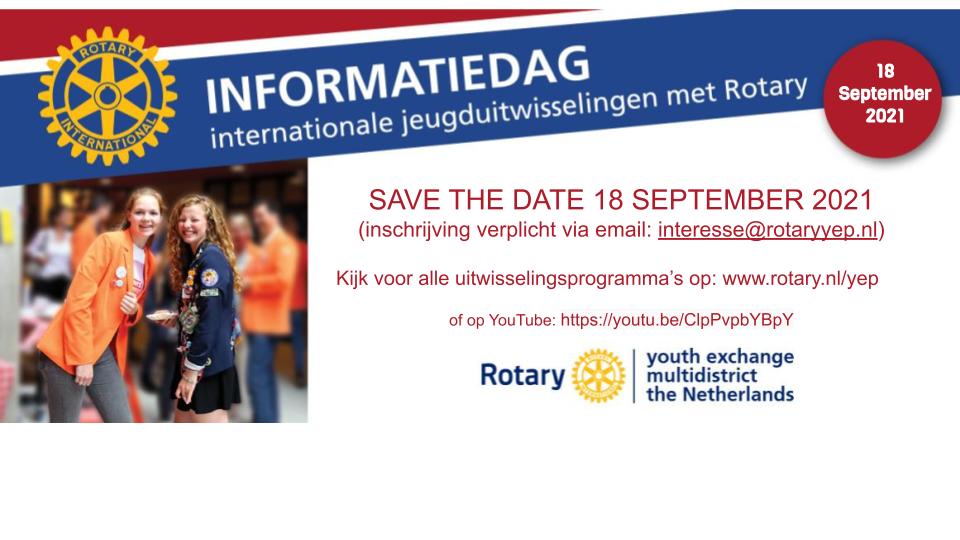 ROTARY
INTERNATIONAL
INFORMATIEDAG
internationale jeugduitwisselingen met Rotary
18
September
2021
SAVE THE DATE 18 SEPTEMBER 2021
(inschrijving verplicht via email: interesse@rotaryyep.nl)
Kijk voor alle uitwisselingsprogramma's op: www.rotary.nl/yep
of op YouTube: https://youtu.be/ClpPvpbYBpY
Rotary
youth exchange
multidistrict
the Netherlands